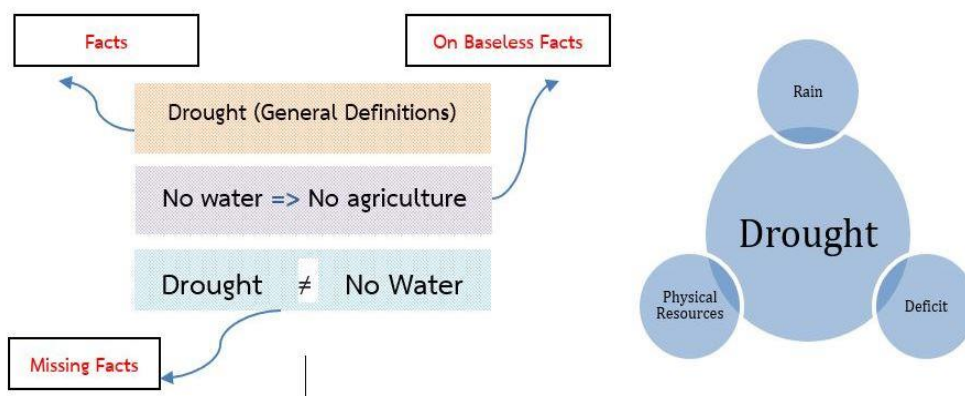 Facts
On Baseless Facts
Drought (General Definitions)
No water => No agriculture
Drought ≠ No Water
Missing Facts
Rain
Drought
Physical
Resources
Deficit